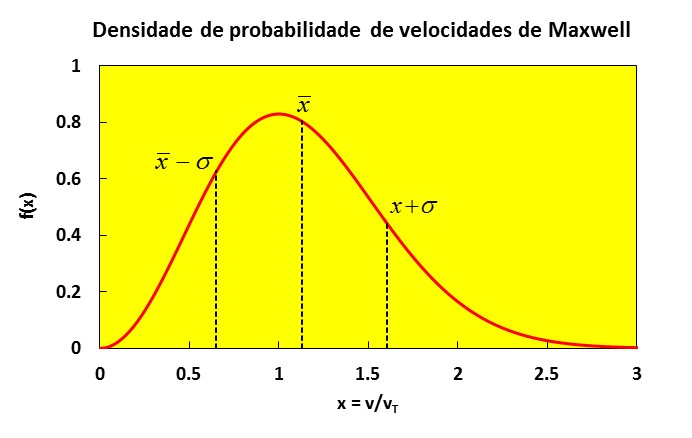 Densidade de probabilidade de velocidades de Maxwell
1
0.8
0.6
0.4
0.2
0
f(x)
x̅
x̅ − σ
x+σ
0 0.5 1 1.5 2 2.5 3
x = v/vT